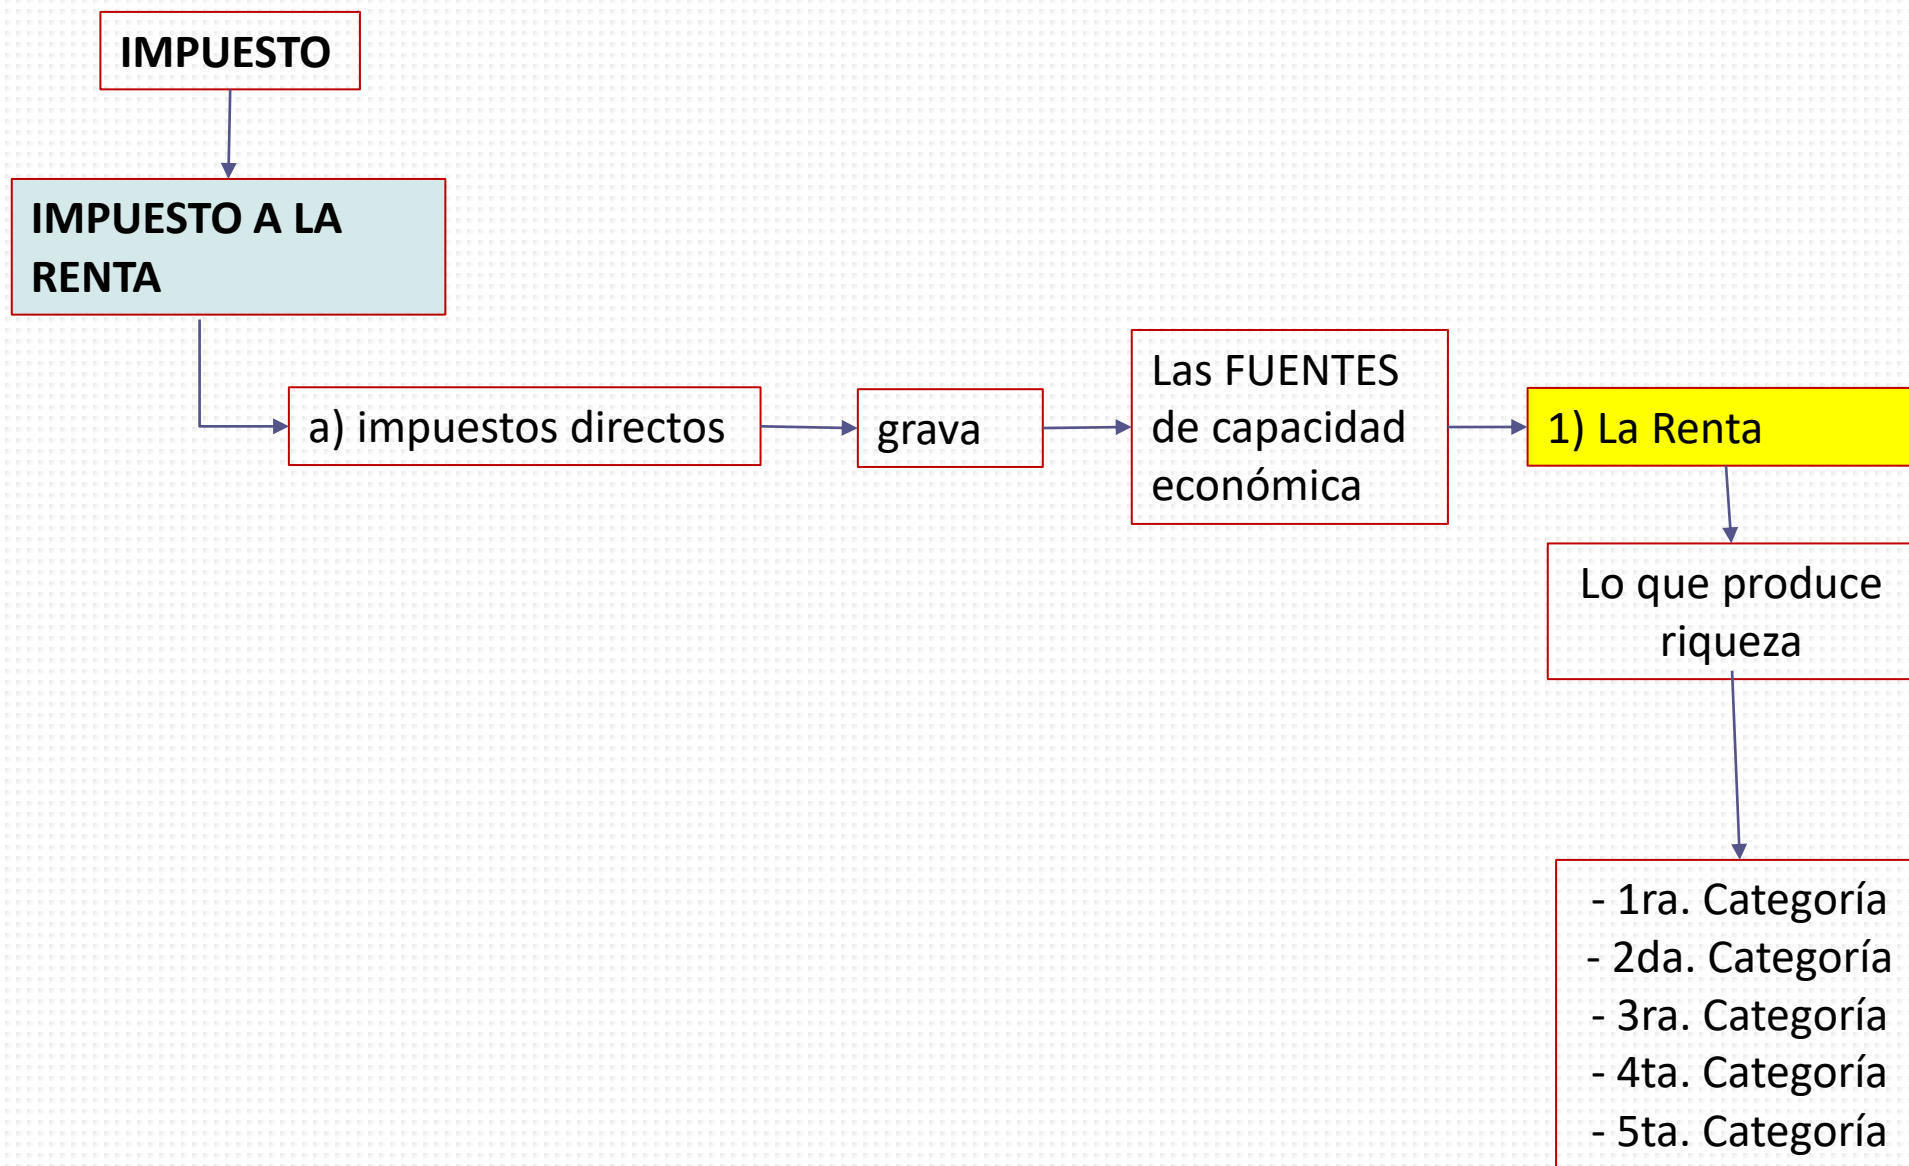 IMPUESTO
IMPUESTO A LA
RENTA
a) impuestos directos
grava
Las FUENTES
de capacidad
económica
1) La Renta
Lo que produce
riqueza
- 1ra. Categoría
- 2da. Categoría
- 3ra. Categoría
- 4ta. Categoría
- 5ta. Categoría